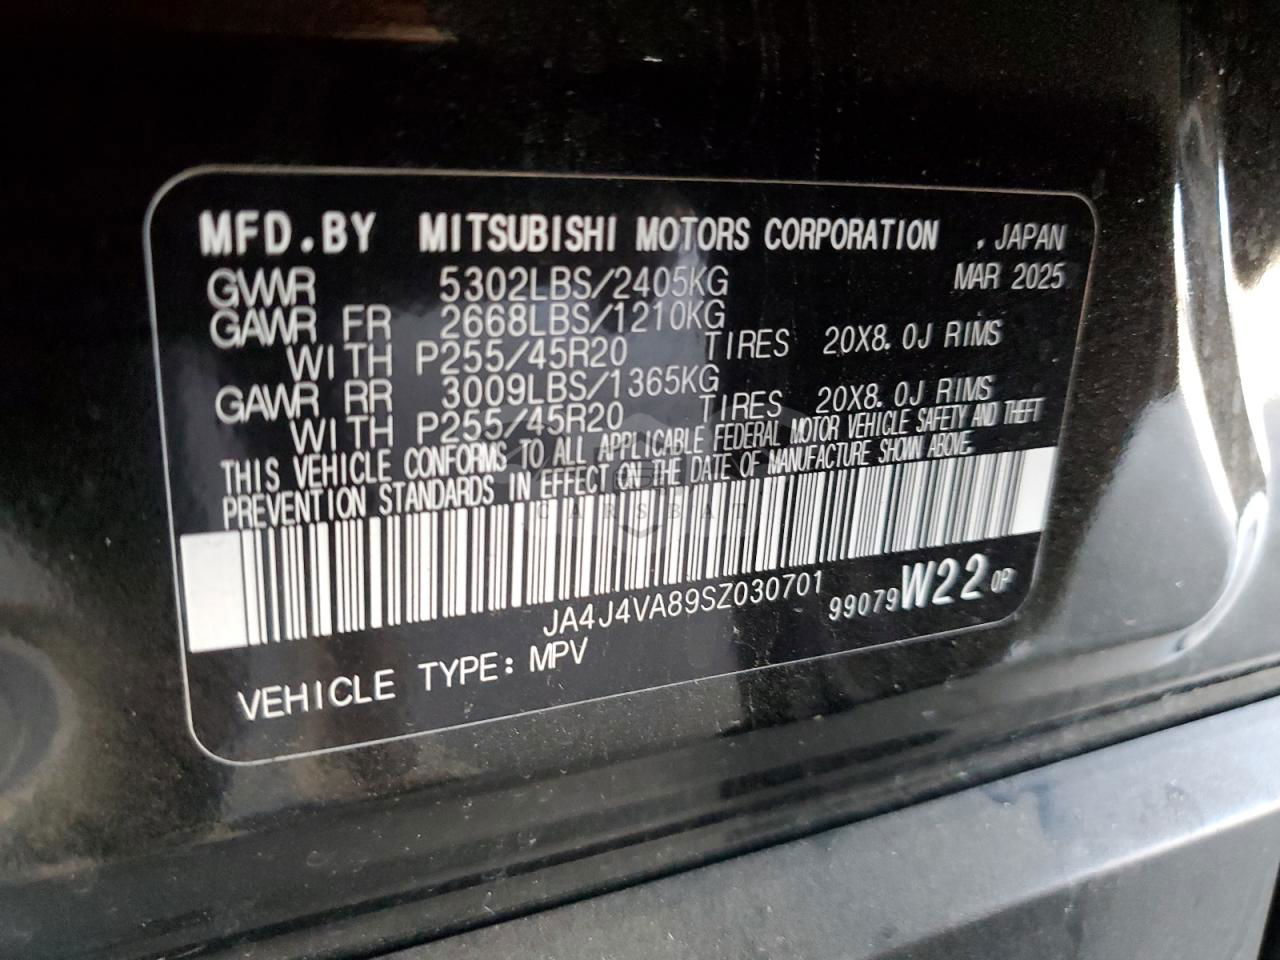 MFD.BY MITSUBISHI MOTORS CORPORATION , JAPAN
GVWR 5302LBS/2405KG MAR 2025
GAWR FR 2668LBS/1210KG
WITH P255/45R20 TIRES 20X8.0J RIMS
GAWR RR 3009LBS/1365KG
WITH P255/45R20 TIRES 20X8.0J RIMS
THIS VEHICLE CONFORMS TO ALL APPLICABLE FEDERAL MOTOR VEHICLE SAFETY AND THEFT
PREVENTION STANDARDS IN EFFECT ON THE DATE OF MANUFACTURE SHOWN ABOVE.
CARSBAT
JA4J4VA89SZ030701 99079W22 OP
VEHICLE TYPE: MPV